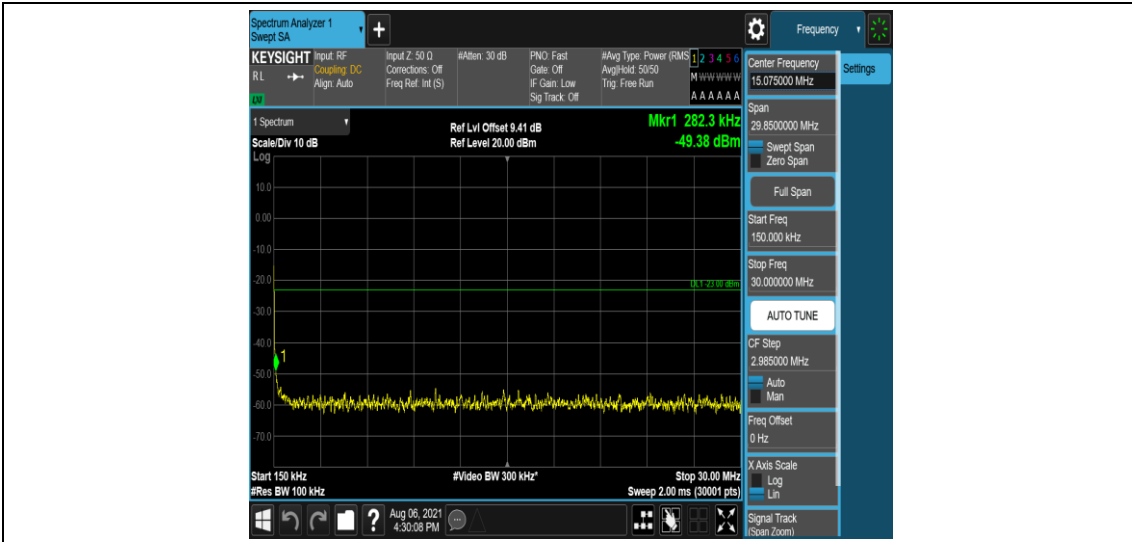 Spectrum Analyzer 1
Swept SA
+
Frequency
KEYSIGHT
RL
LXI
Input: RF
Coupling: DC
Align: Auto
Input Z: 50 Ω
Corrections: Off
Freq Ref: Int (S)
#Atten: 30 dB
PNO: Fast
Gate: Off
IF Gain: Low
Sig Track: Off
#Avg Type: Power (RMS
Avg|Hold: 50/50
Trig: Free Run
1 2 3 4 5 6
M W W W W W
A A A A A A
1 Spectrum
Scale/Div 10 dB
Log
Ref Lvl Offset 9.41 dB
Ref Level 20.00 dBm
Mkr1 282.3 kHz
-49.38 dBm
10.0
0.00
-10.0
-20.0
DL1 -23.00 dBm
-30.0
-40.0
1
-50.0
-60.0
-70.0
Start 150 kHz
#Video BW 300 kHz*
Stop 30.00 MHz
#Res BW 100 kHz
Sweep 2.00 ms (30001 pts)
?
Aug 06, 2021
4:30:08 PM
Center Frequency
15.075000 MHz
Settings
Span
29.8500000 MHz
Swept Span
Zero Span
Full Span
Start Freq
150.000 kHz
Stop Freq
30.000000 MHz
AUTO TUNE
CF Step
2.985000 MHz
Auto
Man
Freq Offset
0 Hz
X Axis Scale
Log
Lin
Signal Track
(Span Zoom)